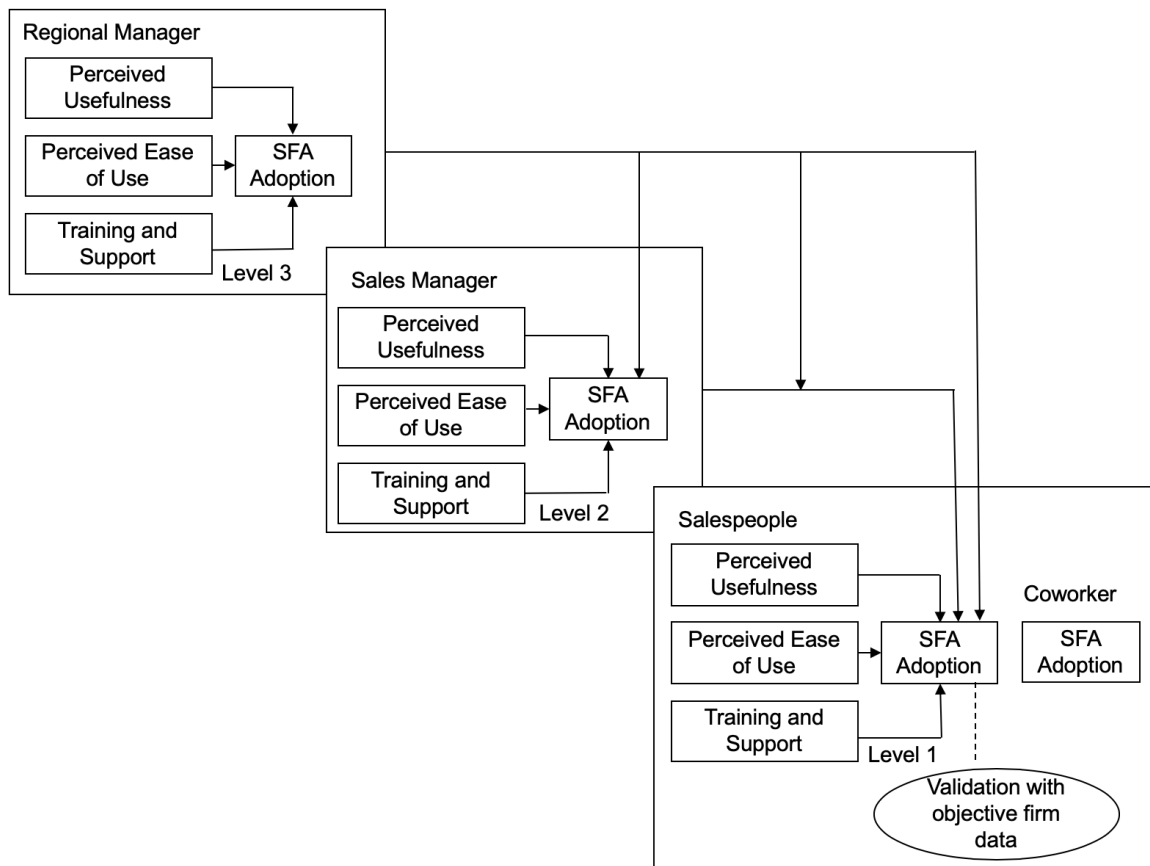 Regional Manager
Perceived
Usefulness
Perceived Ease
of Use
SFA
Adoption
Training and
Support
Level 3
Sales Manager
Perceived
Usefulness
Perceived Ease
of Use
SFA
Adoption
Training and
Support
Level 2
Salespeople
Perceived
Usefulness
Coworker
Perceived Ease
of Use
SFA
Adoption
SFA
Adoption
Training and
Support
Level 1
Validation with
objective firm
data